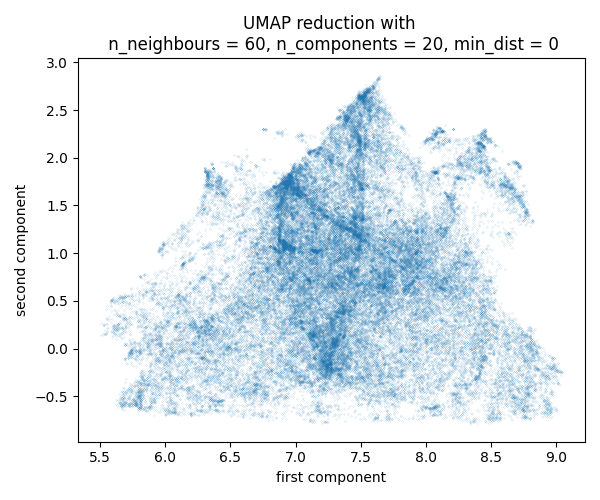 UMAP reduction with
n_neighbours = 60, n_components = 20, min_dist = 0
3.0
2.5
2.0
1.5
1.0
0.5
0.0
−0.5
second component
5.5 6.0 6.5 7.0 7.5 8.0 8.5 9.0
first component